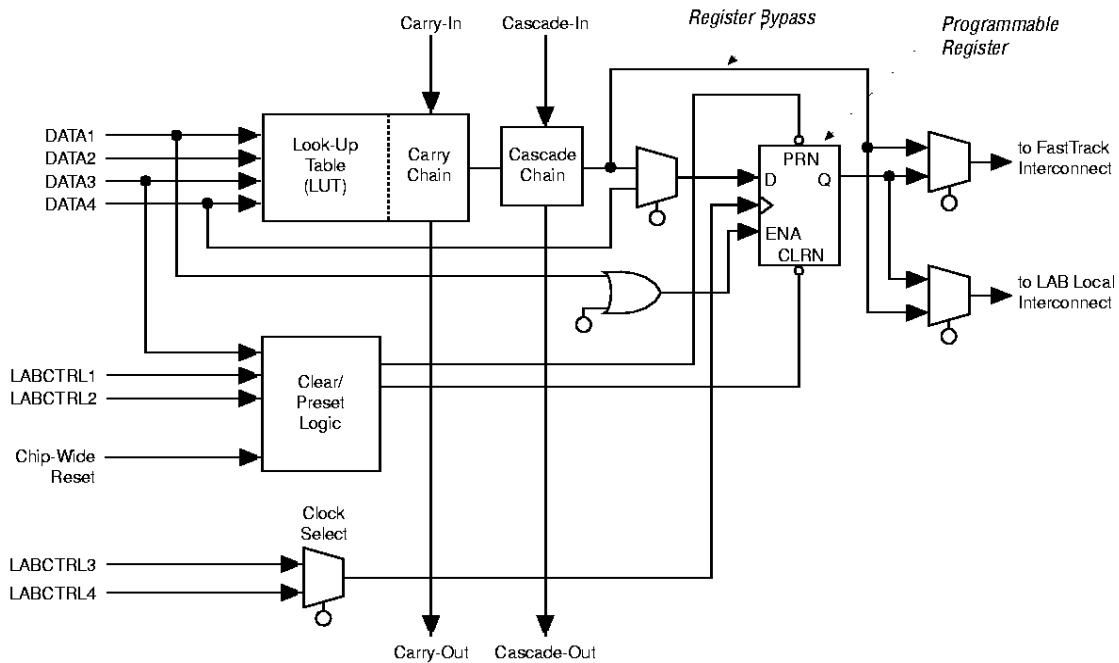 Carry-In
Cascade-In
Register Bypass
Programmable
Register
DATA1
DATA2
DATA3
DATA4
Look-Up
Table
(LUT)
Carry
Chain
Cascade
Chain
PRN
D
Q
ENA
CLRN
to FastTrack
Interconnect
to LAB Local
Interconnect
LABCTRL1
LABCTRL2
Clear/
Preset
Logic
Chip-Wide
Reset
Clock
Select
LABCTRL3
LABCTRL4
Carry-Out
Cascade-Out